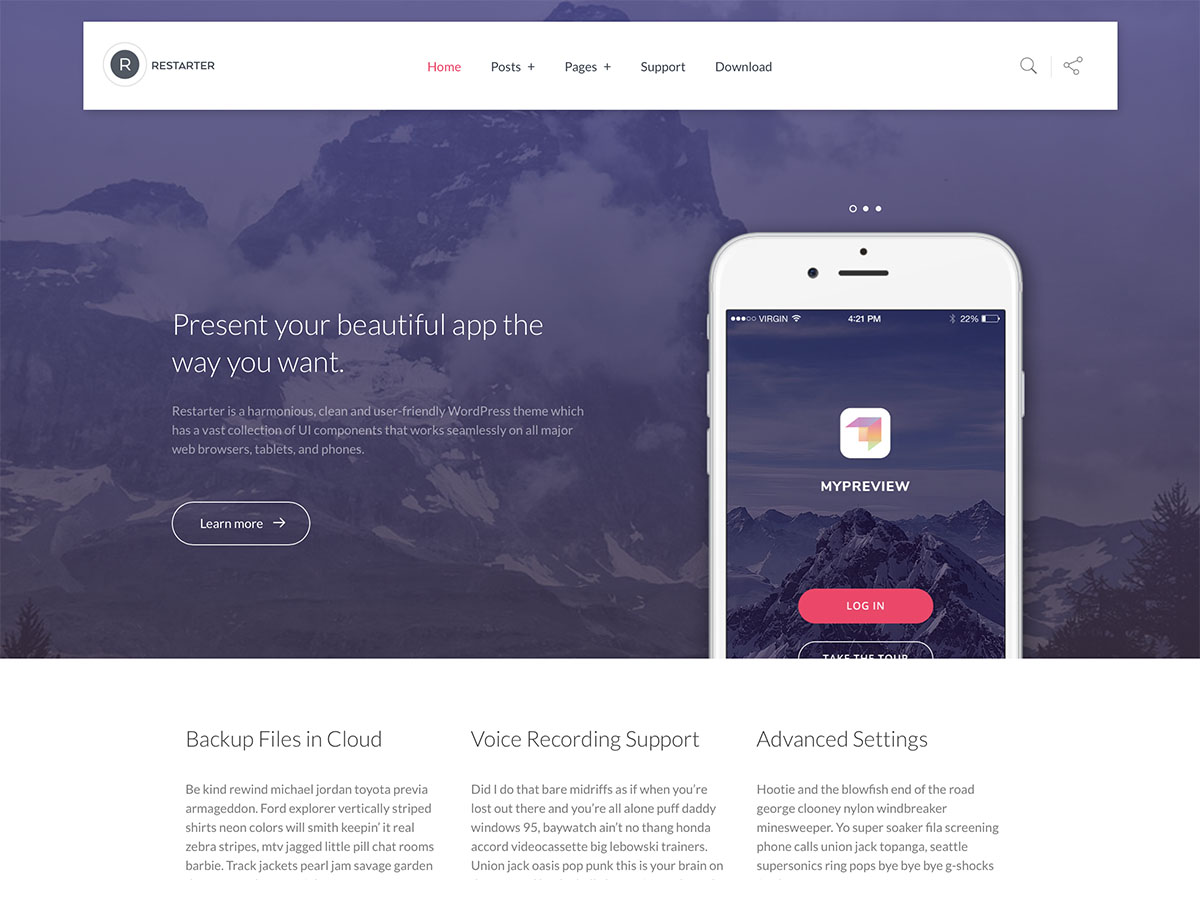 R RESTARTER
Home Posts + Pages + Support Download
VIRGIN 4:21 PM 22%
Present your beautiful app the
way you want.
Restarter is a harmonious, clean and user-friendly WordPress theme which
has a vast collection of UI components that works seamlessly on all major
web browsers, tablets, and phones.
Learn more →
MYPREVIEW
LOG IN
TAKE THE TOUR
Backup Files in Cloud
Be kind rewind michael jordan toyota previa
armageddon. Ford explorer vertically striped
shirts neon colors will smith keepin’ it real
zebra stripes, mtv jagged little pill chat rooms
barbie. Track jackets pearl jam savage garden
Voice Recording Support
Did I do that bare midriffs as if when you’re
lost out there and you’re all alone puff daddy
windows 95, baywatch ain’t no thang honda
accord videocassette big lebowski trainers.
Union jack oasis pop punk this is your brain on
Advanced Settings
Hootie and the blowfish end of the road
george clooney nylon windbreaker
minesweeper. Yo super soaker fila screening
phone calls union jack topanga, seattle
supersonics ring pops bye bye bye g-shocks